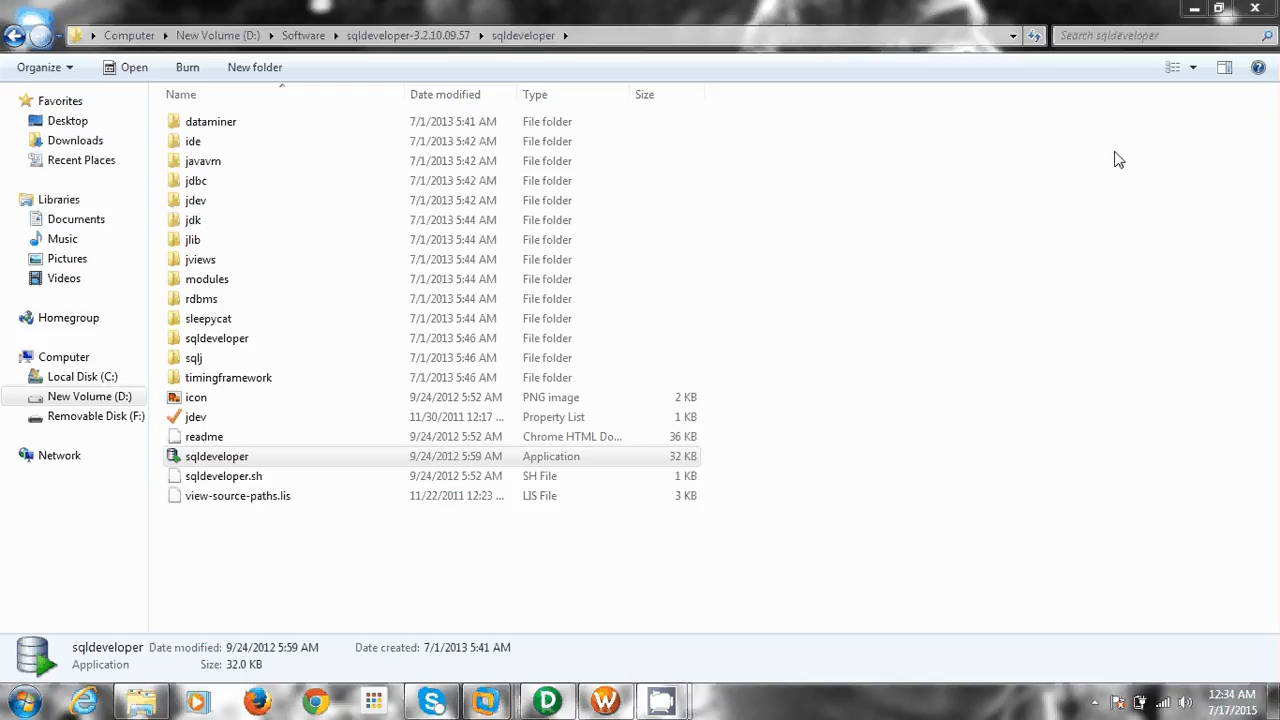 Computer New Volume (D:) Software sqldeveloper-3.2.10.09.57 sqldeveloper Search sqldeveloper
Organize Open Burn New folder
Name Date modified Type Size
Favorites
Desktop
Downloads
Recent Places
Libraries
Documents
Music
Pictures
Videos
Homegroup
Computer
Local Disk (C:)
New Volume (D:)
Removable Disk (F:)
Network
dataminer 7/1/2013 5:41 AM File folder
ide 7/1/2013 5:42 AM File folder
javavm 7/1/2013 5:42 AM File folder
jdbc 7/1/2013 5:42 AM File folder
jdev 7/1/2013 5:42 AM File folder
jdk 7/1/2013 5:44 AM File folder
jlib 7/1/2013 5:44 AM File folder
jviews 7/1/2013 5:44 AM File folder
modules 7/1/2013 5:44 AM File folder
rdbms 7/1/2013 5:44 AM File folder
sleepycat 7/1/2013 5:44 AM File folder
sqldeveloper 7/1/2013 5:46 AM File folder
sqlj 7/1/2013 5:46 AM File folder
timingframework 7/1/2013 5:46 AM File folder
icon 9/24/2012 5:52 AM PNG image 2 KB
jdev 11/30/2011 12:17 ... Property List 1 KB
readme 9/24/2012 5:52 AM Chrome HTML Do... 36 KB
sqldeveloper 9/24/2012 5:59 AM Application 32 KB
sqldeveloper.sh 9/24/2012 5:52 AM SH File 1 KB
view-source-paths.lis 11/22/2011 12:23 ... LIS File 3 KB
sqldeveloper Date modified: 9/24/2012 5:59 AM Date created: 7/1/2013 5:41 AM
Application Size: 32.0 KB
12:34 AM
7/17/2015